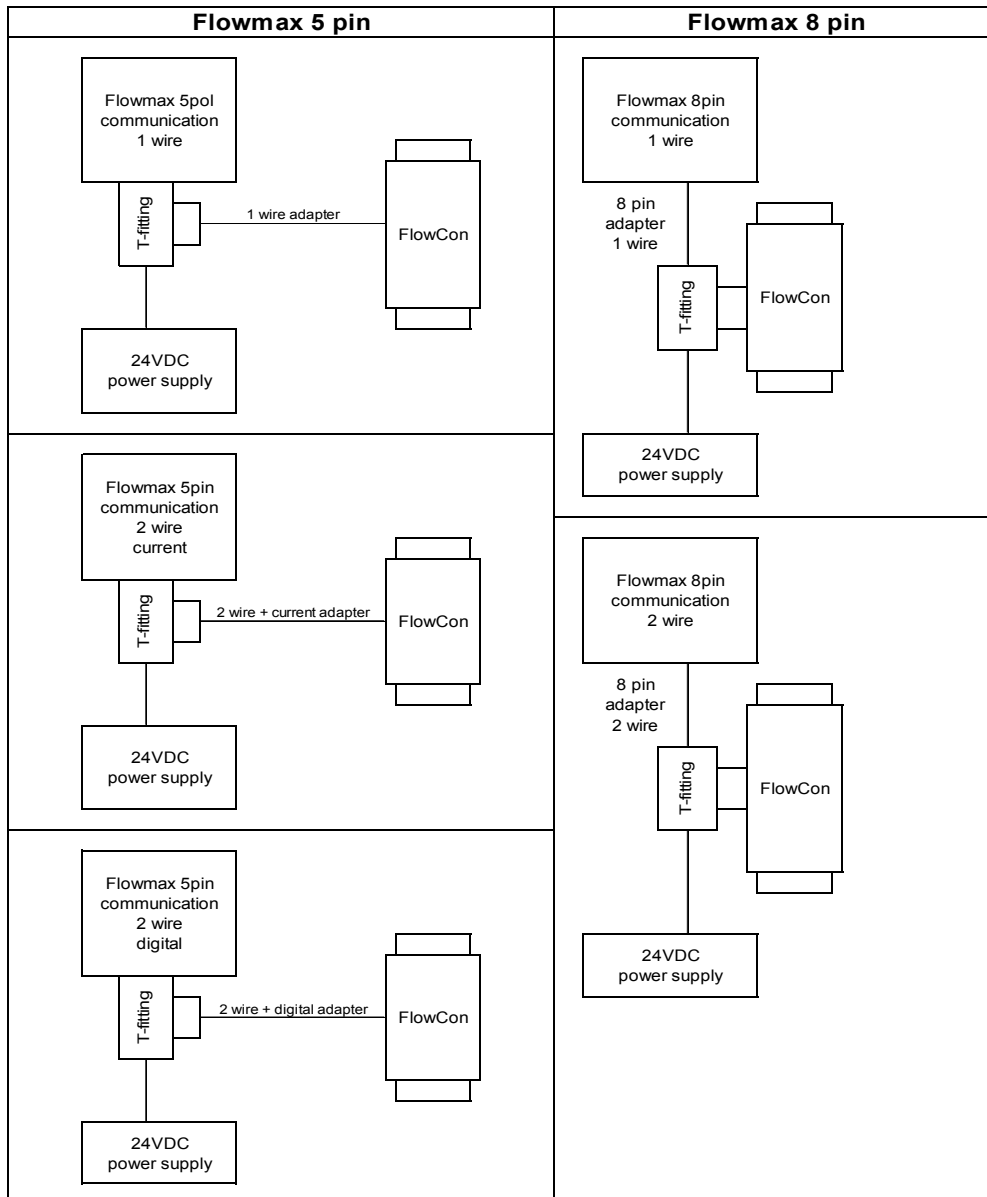 Flowmax 5 pin
Flowmax 5pol
communication
1 wire
T-fitting
1 wire adapter
FlowCon
24VDC
power supply
Flowmax 5pin
communication
2 wire
current
T-fitting
2 wire + current adapter
FlowCon
24VDC
power supply
Flowmax 5pin
communication
2 wire
digital
T-fitting
2 wire + digital adapter
FlowCon
24VDC
power supply
Flowmax 8 pin
Flowmax 8pin
communication
1 wire
8 pin
adapter
1 wire
T-fitting
FlowCon
24VDC
power supply
Flowmax 8pin
communication
2 wire
8 pin
adapter
2 wire
T-fitting
FlowCon
24VDC
power supply